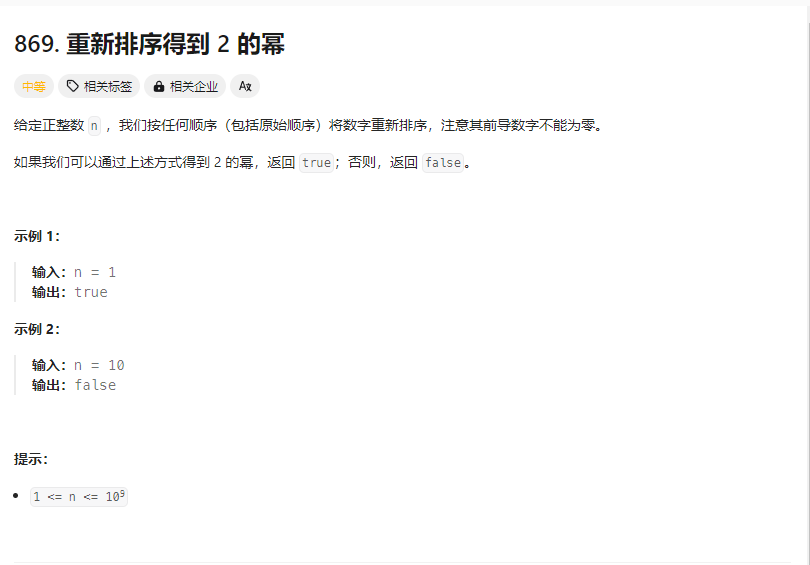 869. 重新排序得到 2 的幂
中等 相关标签 相关企业 Aх
给定正整数 n ，我们按任何顺序（包括原始顺序）将数字重新排序，注意其前导数字不能为零。
如果我们可以通过上述方式得到 2 的幂，返回 true；否则，返回 false。
示例 1：
输入：n = 1
输出：true
示例 2：
输入：n = 10
输出：false
提示：
1 <= n <= 10⁹